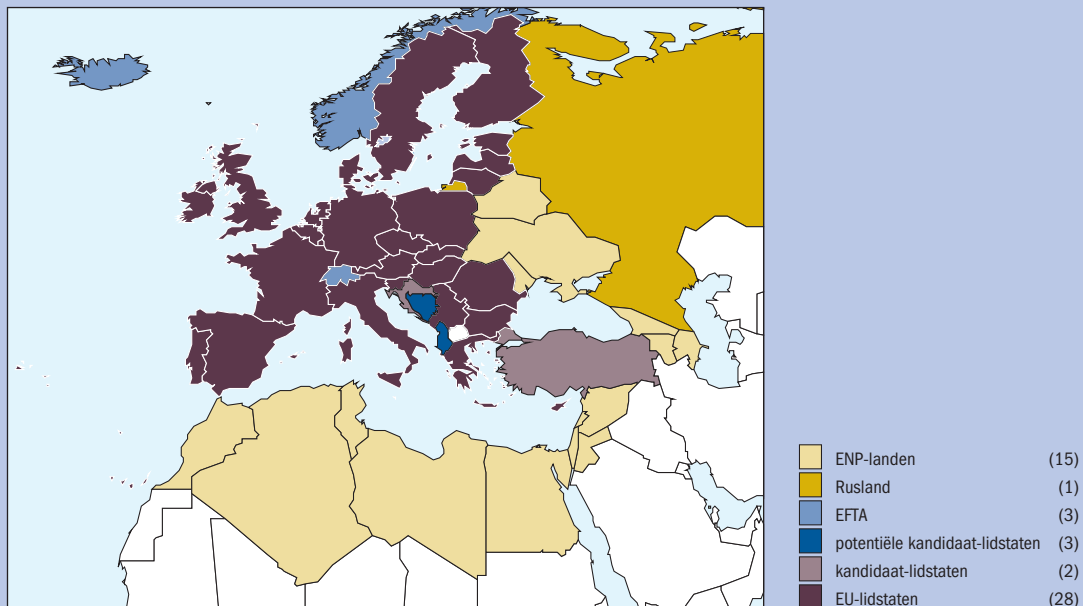 ENP-landen (15)
Rusland (1)
EFTA (3)
potentiële kandidaat-lidstaten (3)
kandidaat-lidstaten (2)
EU-lidstaten (28)